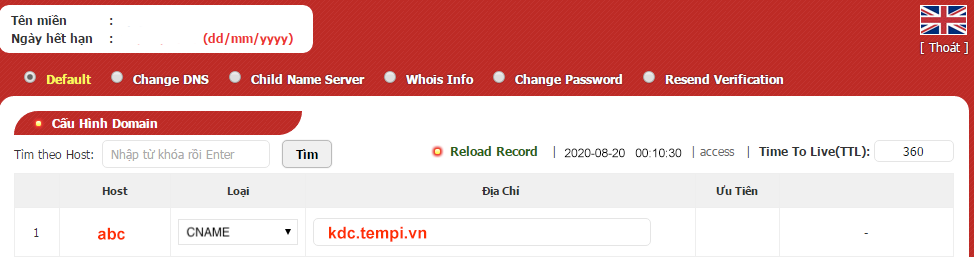 Tên miền :
Ngày hết hạn : (dd/mm/yyyy)
[ Thoát ]
Default Change DNS Child Name Server Whois Info Change Password Resend Verification
Cấu Hình Domain
Tìm theo Host: Nhập từ khóa rồi Enter Tìm Reload Record | 2020-08-20 00:10:30 | access | Time To Live(TTL): 360
Host Loại Địa Chỉ Ưu Tiên
1 abc CNAME kdc.tempi.vn -